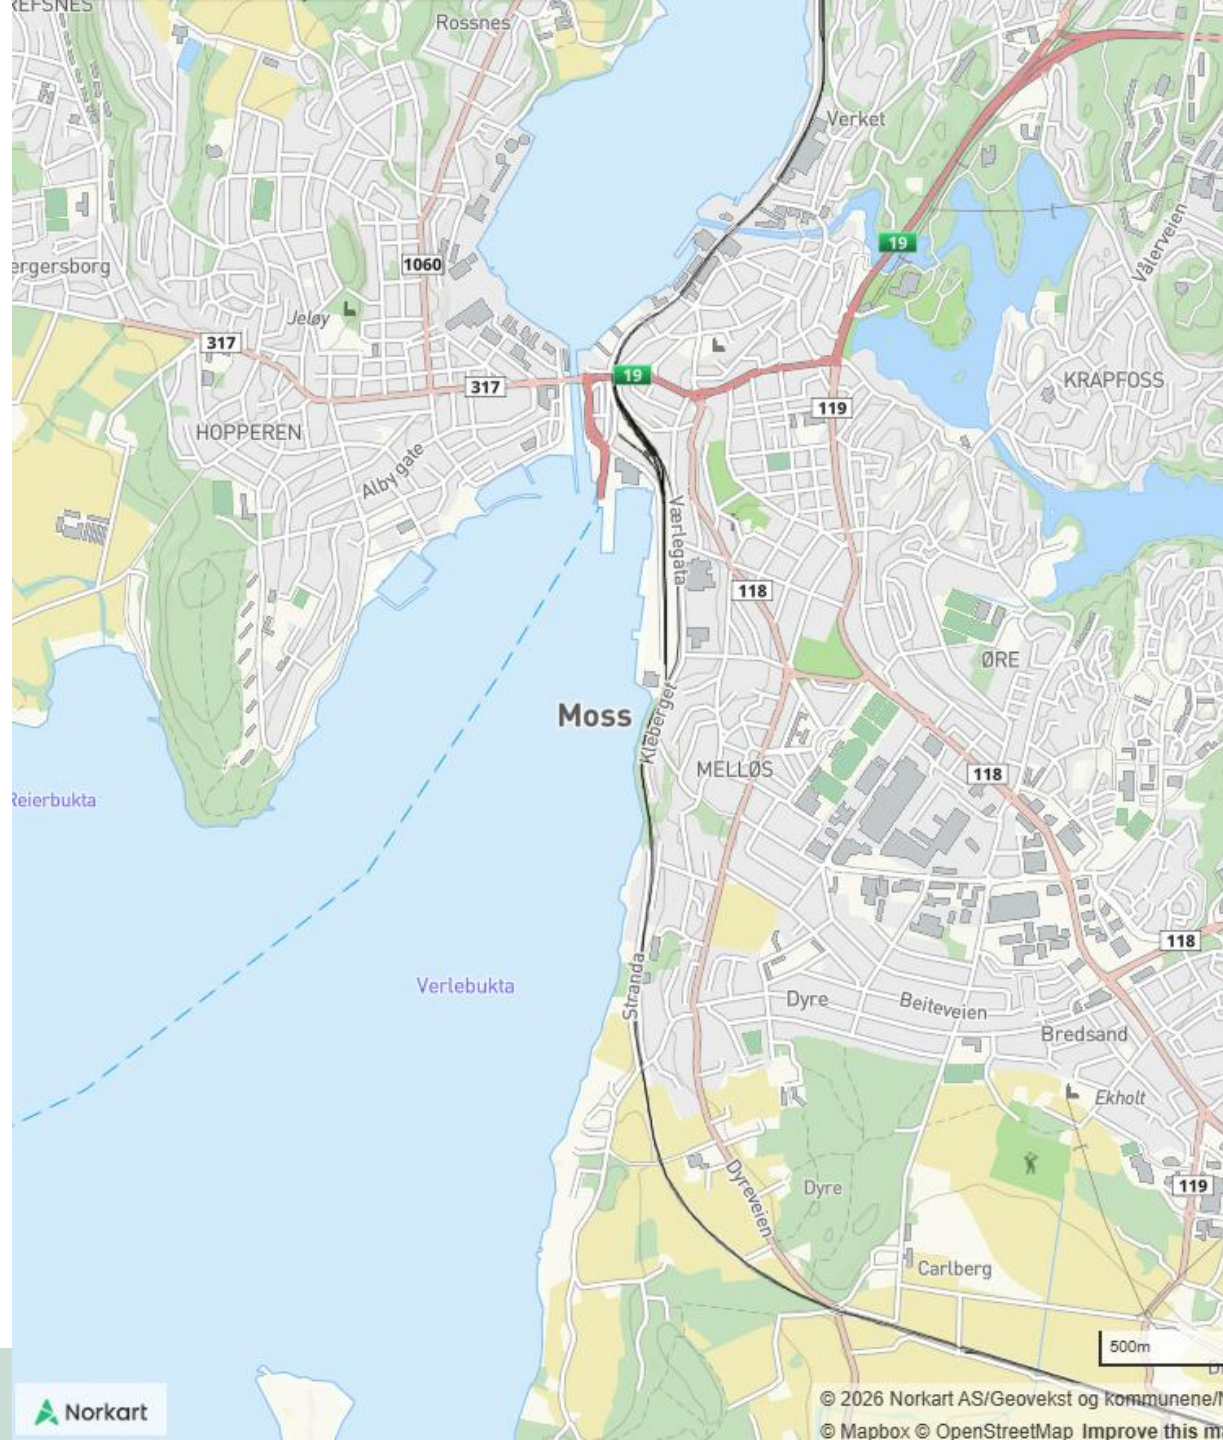 EFSNES
Rossnes
Verket
19
Vålerveien
ergersborg
1060
Jeløy
317
19
317
KRAPFOSS
119
HOPPEREN
Alby gate
Værlegata
118
ØRE
Kleberget
Moss
MELLØS
118
Reierbukta
118
Stranda
Verlebukta
Dyre
Beiteveien
Bredsand
Ekholt
Dyreveien
Dyre
119
Carlberg
500m
D
Norkart
© 2026 Norkart AS/Geovekst og kommunene/
© Mapbox © OpenStreetMap Improve this m